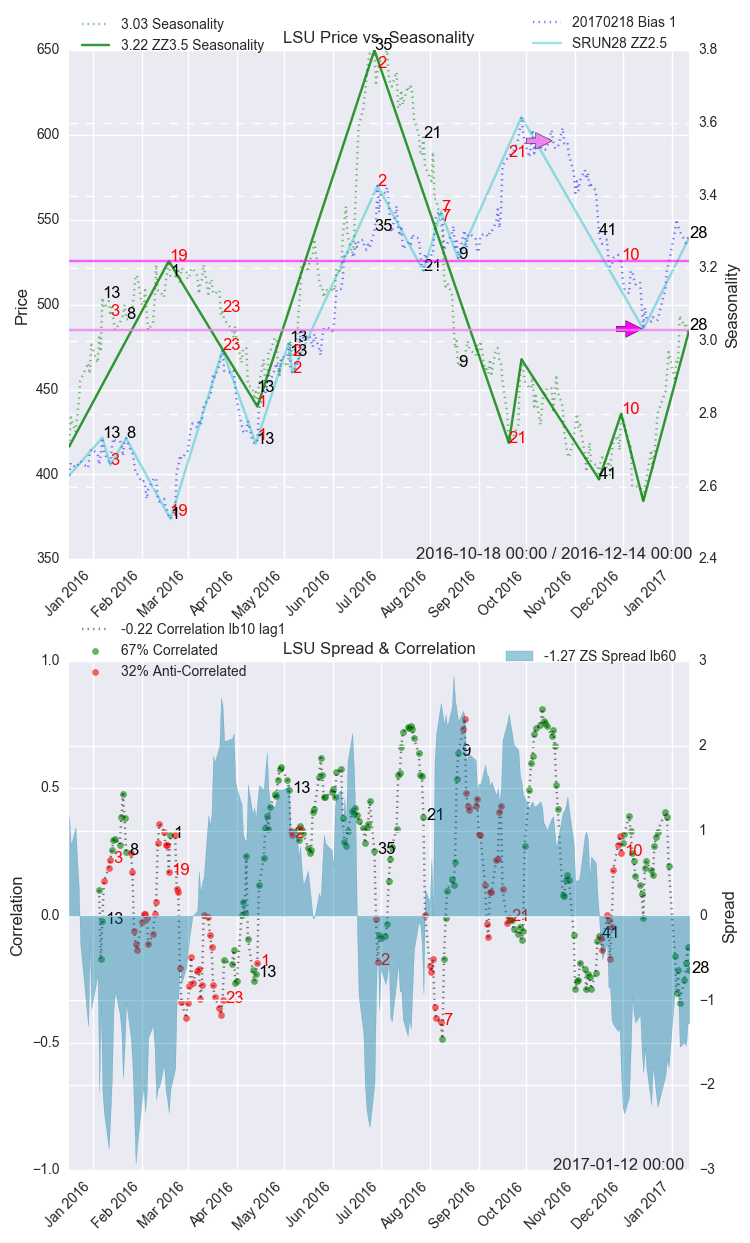 3.03 Seasonality
3.22 ZZ3.5 Seasonality
20170218 Bias 1
SRUN28 ZZ2.5
LSU Price vs. Seasonality
650
600
550
500
450
400
350
Price
3.8
3.6
3.4
3.2
3.0
2.8
2.6
2.4
Seasonality
35
2
21
21
7
7
2
35
41
9
21
10
28
19
1
13
3
8
9
28
23
13
13
2
2
23
13
1
10
13
8
1
13
21
3
41
19
1
2016-10-18 00:00 / 2016-12-14 00:00
Jan 2016
Feb 2016
Mar 2016
Apr 2016
May 2016
Jun 2016
Jul 2016
Aug 2016
Sep 2016
Oct 2016
Nov 2016
Dec 2016
Jan 2017
-0.22 Correlation lb10 lag1
67% Correlated
32% Anti-Correlated
-1.27 ZS Spread lb60
LSU Spread & Correlation
1.0
0.5
0.0
−0.5
−1.0
Correlation
3
2
1
0
−1
−2
−3
Spread
9
13
21
1
2
8
35
10
3
19
13
21
41
1
2
13
28
23
7
2017-01-12 00:00
Jan 2016
Feb 2016
Mar 2016
Apr 2016
May 2016
Jun 2016
Jul 2016
Aug 2016
Sep 2016
Oct 2016
Nov 2016
Dec 2016
Jan 2017